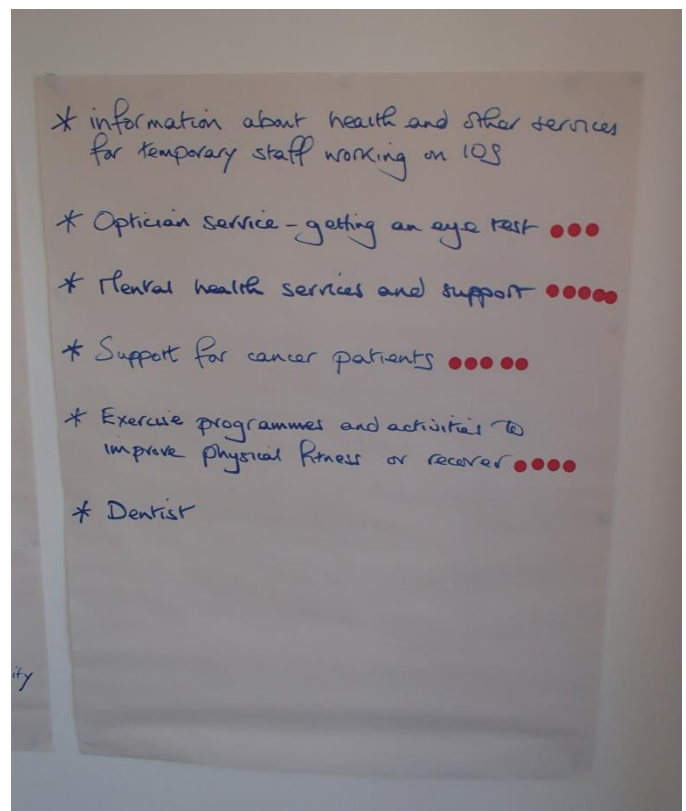 * information about health and other services
for temporary staff working on IOS
* Optician service - getting an eye test
* Mental health services and support
* Support for cancer patients
* Exercise programmes and activities to
improve physical fitness or recover
* Dentist
ity